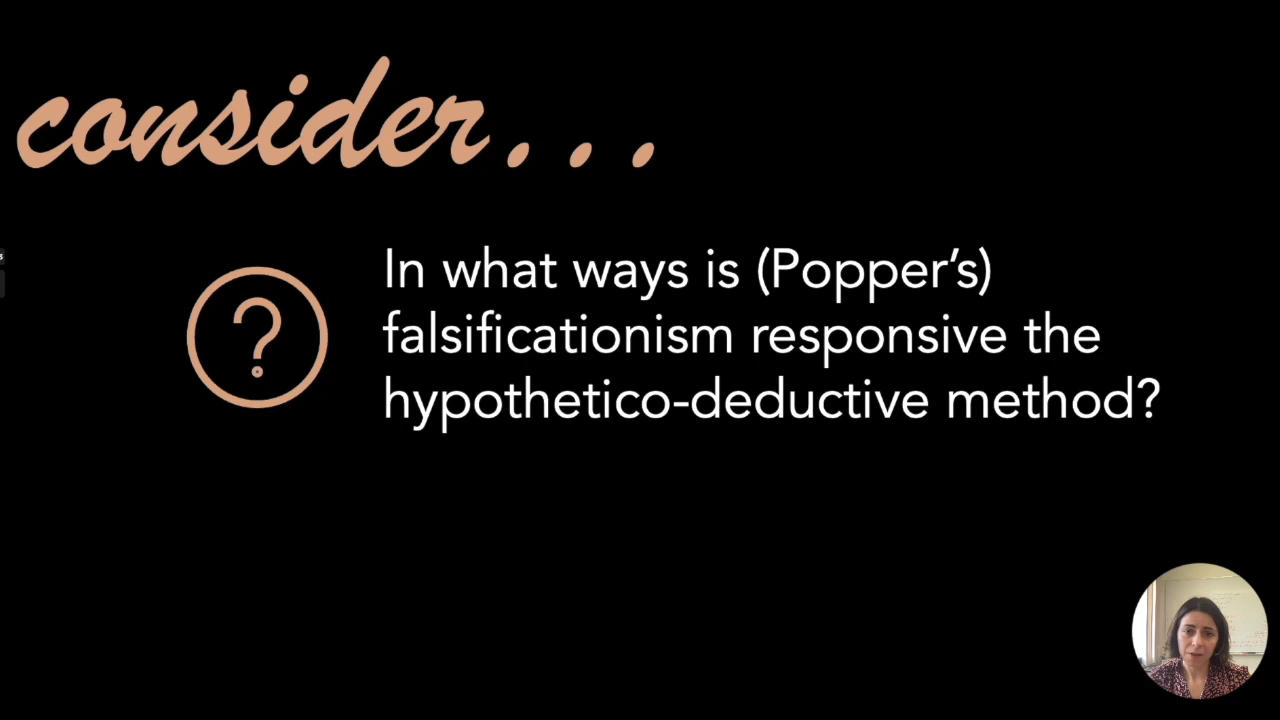 consider...
?
In what ways is (Popper’s)
falsificationism responsive the
hypothetico-deductive method?